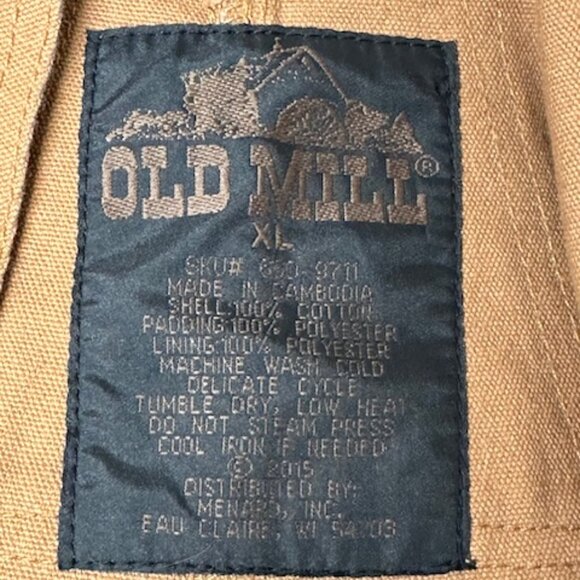 OLD MILL®
XL
SKU# 9711
MADE IN CAMBODIA
SHELL:100% COTTON
PADDING:100% POLYESTER
LINING:100% POLYESTER
MACHINE WASH COLD
DELICATE CYCLE
TUMBLE DRY, LOW HEAT
DO NOT STEAM PRESS
COOL IRON IF NEEDED
© 2015
DISTRIBUTED BY:
MENARD, INC.
EAU CLAIRE, WI 54703